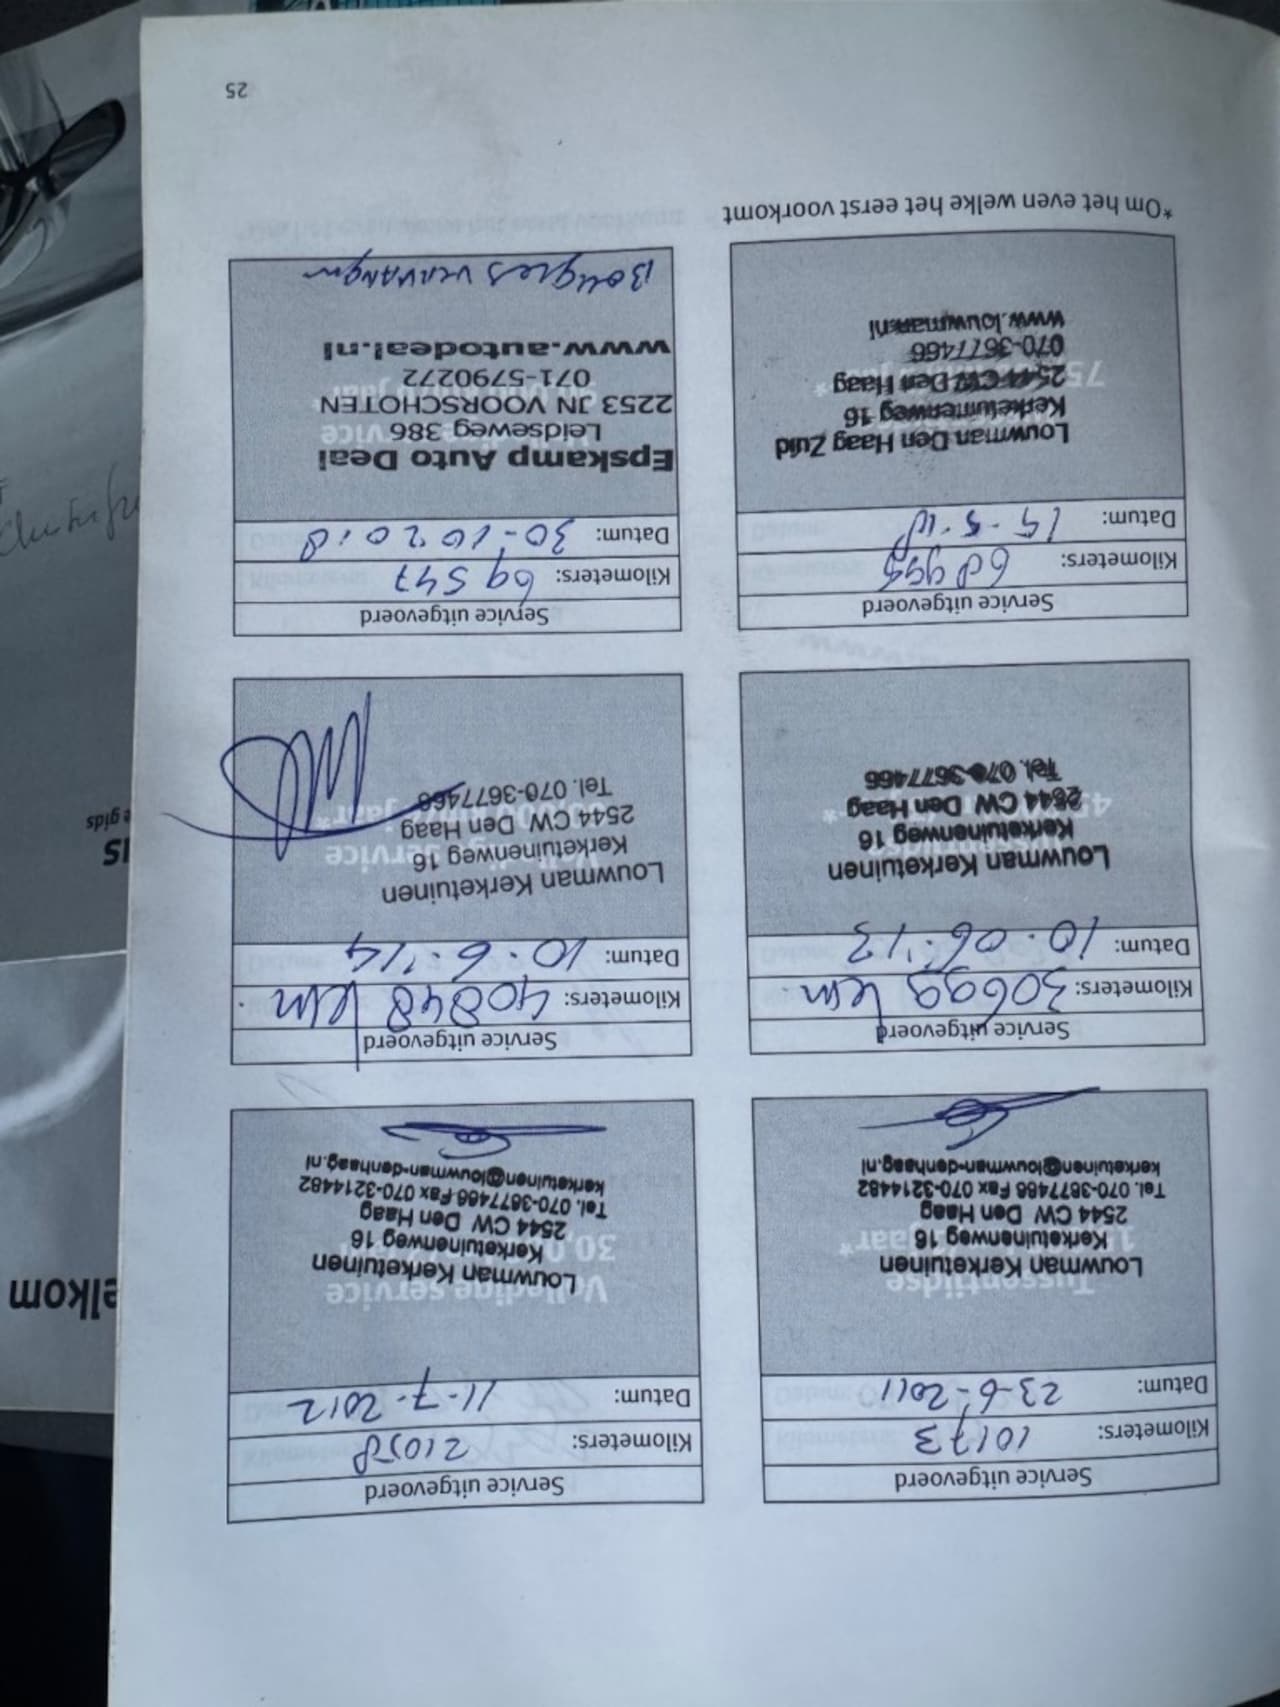 Service uitgevoerd
Kilometers: 10173
Datum: 23-6-2011
Tussentijdse
Louwman Kerketuinen
Kerketuinenweg 16
2544 CW Den Haag
Tel. 070-3677466 Fax 070-3214482
kerketuinen@louwman-denhaag.nl
Service uitgevoerd
Kilometers: 21058
Datum: 11-7-2012
Volledige service
Louwman Kerketuinen
Kerketuinenweg 16
2544 CW Den Haag
Tel. 070-3677466 Fax 070-3214482
kerketuinen@louwman-denhaag.nl
Service uitgevoerd
Kilometers: 30699 km
Datum: 10.06.13
Louwman Kerketuinen
Kerketuinenweg 16
2544 CW Den Haag
Tel. 070-3677466
Service uitgevoerd
Kilometers: 40848 km
Datum: 10.6.14
Louwman Kerketuinen
Kerketuinenweg 16
2544 CW Den Haag
Tel. 070-3677466
Service uitgevoerd
Kilometers:
Datum:
Louwman Den Haag Zuid
Kerketuinenweg 16
2544 CW Den Haag
070-3677466
www.louwman.nl
Service uitgevoerd
Kilometers: 69547
Datum: 30-10-2018
Epskamp Auto Deal
Leidseweg 386
2253 JN VOORSCHOTEN
071-5790272
www.autodeal.nl
Bougies vervangen
*Om het even welke het eerst voorkomt
25
elkom